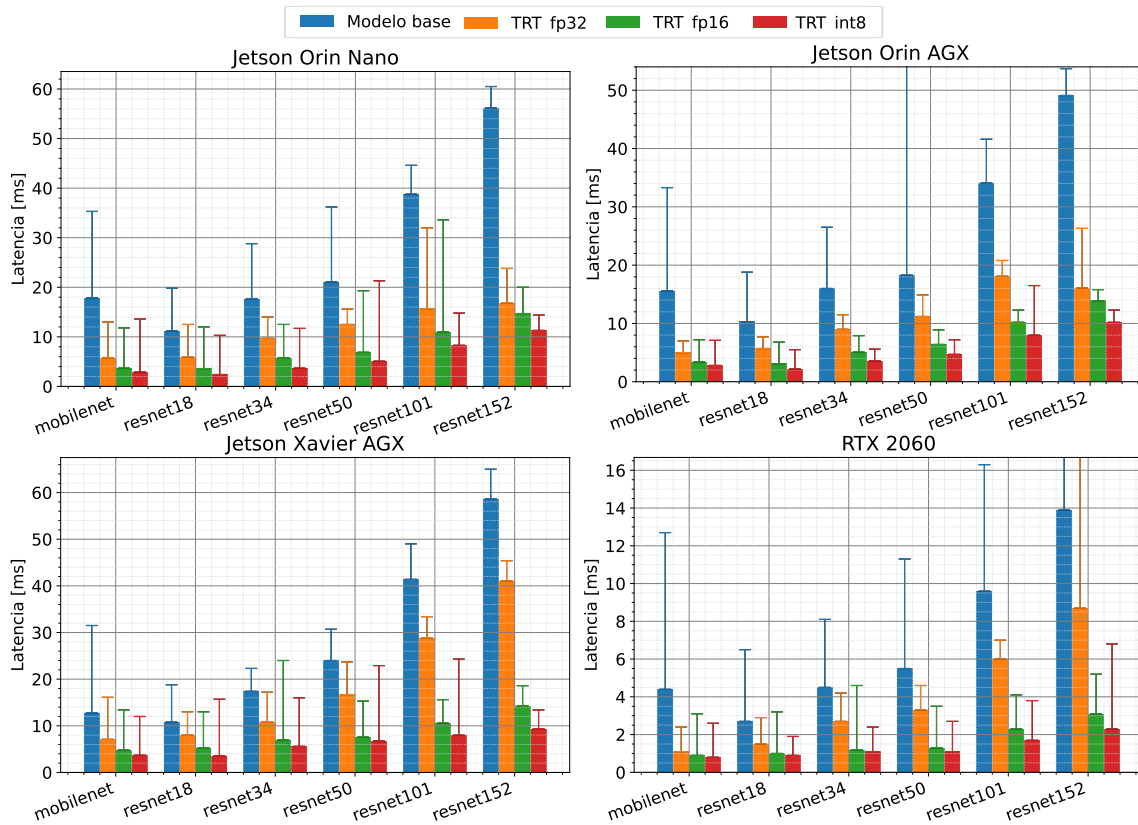 Modelo base TRT fp32 TRT fp16 TRT int8
Jetson Orin Nano
Latencia [ms]
60
50
40
30
20
10
0
mobilenet resnet18 resnet34 resnet50 resnet101 resnet152
Jetson Orin AGX
Latencia [ms]
50
40
30
20
10
0
mobilenet resnet18 resnet34 resnet50 resnet101 resnet152
Jetson Xavier AGX
Latencia [ms]
60
50
40
30
20
10
0
mobilenet resnet18 resnet34 resnet50 resnet101 resnet152
RTX 2060
Latencia [ms]
16
14
12
10
8
6
4
2
0
mobilenet resnet18 resnet34 resnet50 resnet101 resnet152